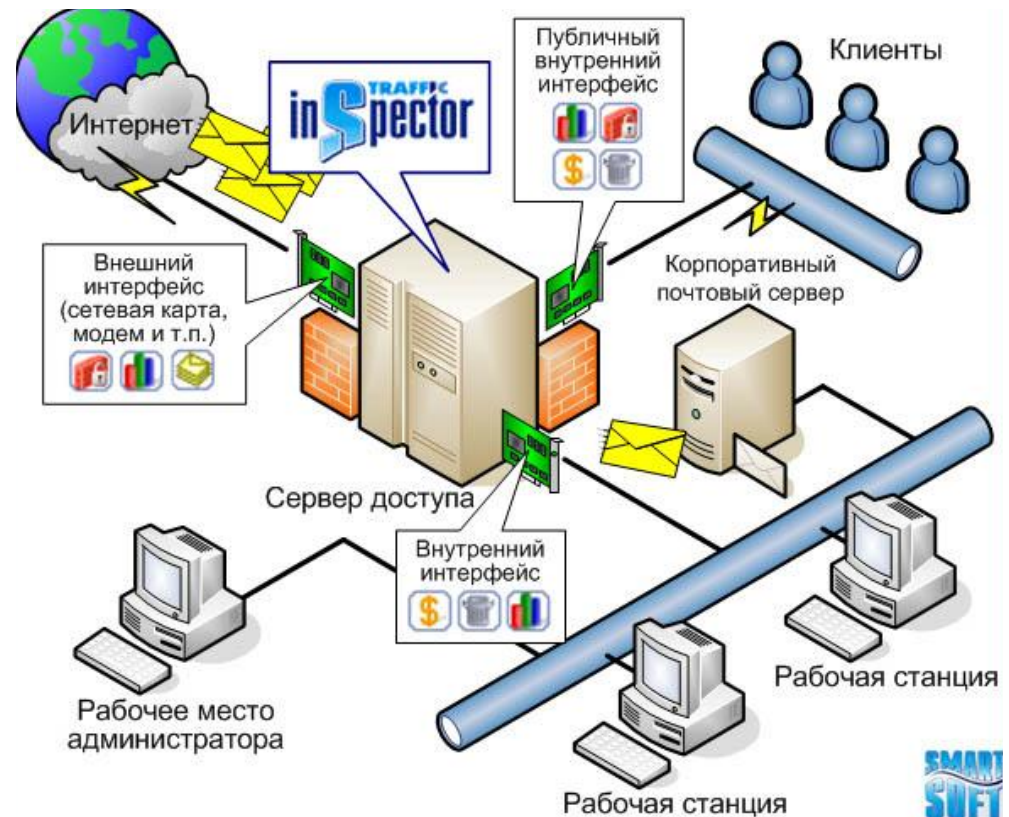 Интернет
TRAFFIC
inSpector
Публичный
внутренний
интерфейс
Клиенты
Внешний
интерфейс
(сетевая карта,
модем и т.п.)
Корпоративный
почтовый сервер
Сервер доступа
Внутренний
интерфейс
Рабочее место
администратора
Рабочая станция
Рабочая станция
SMART
SOFT